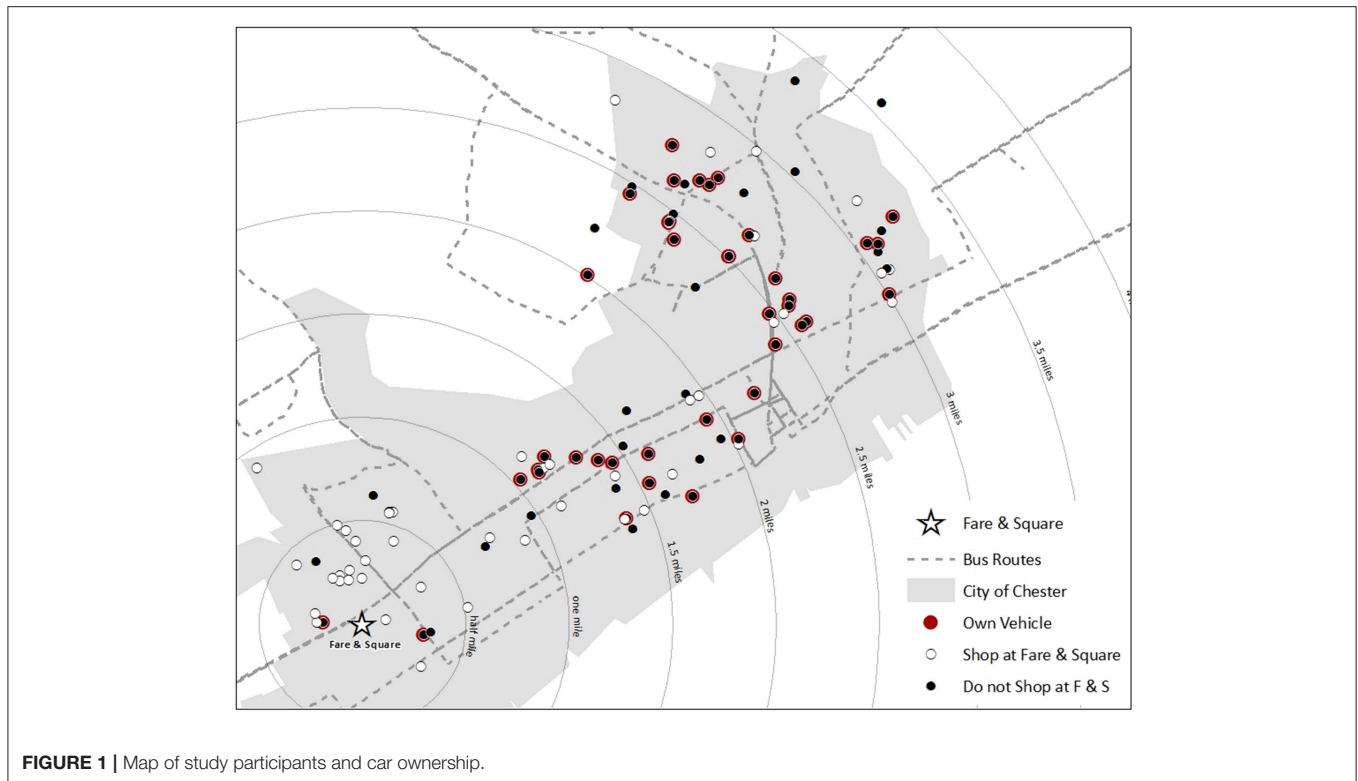 4
3.5 miles
3 miles
2.5 miles
2 miles
1.5 miles
one mile
half mile
Fare & Square
Fare & Square
Bus Routes
City of Chester
Own Vehicle
Shop at Fare & Square
Do not Shop at F & S
FIGURE 1 | Map of study participants and car ownership.